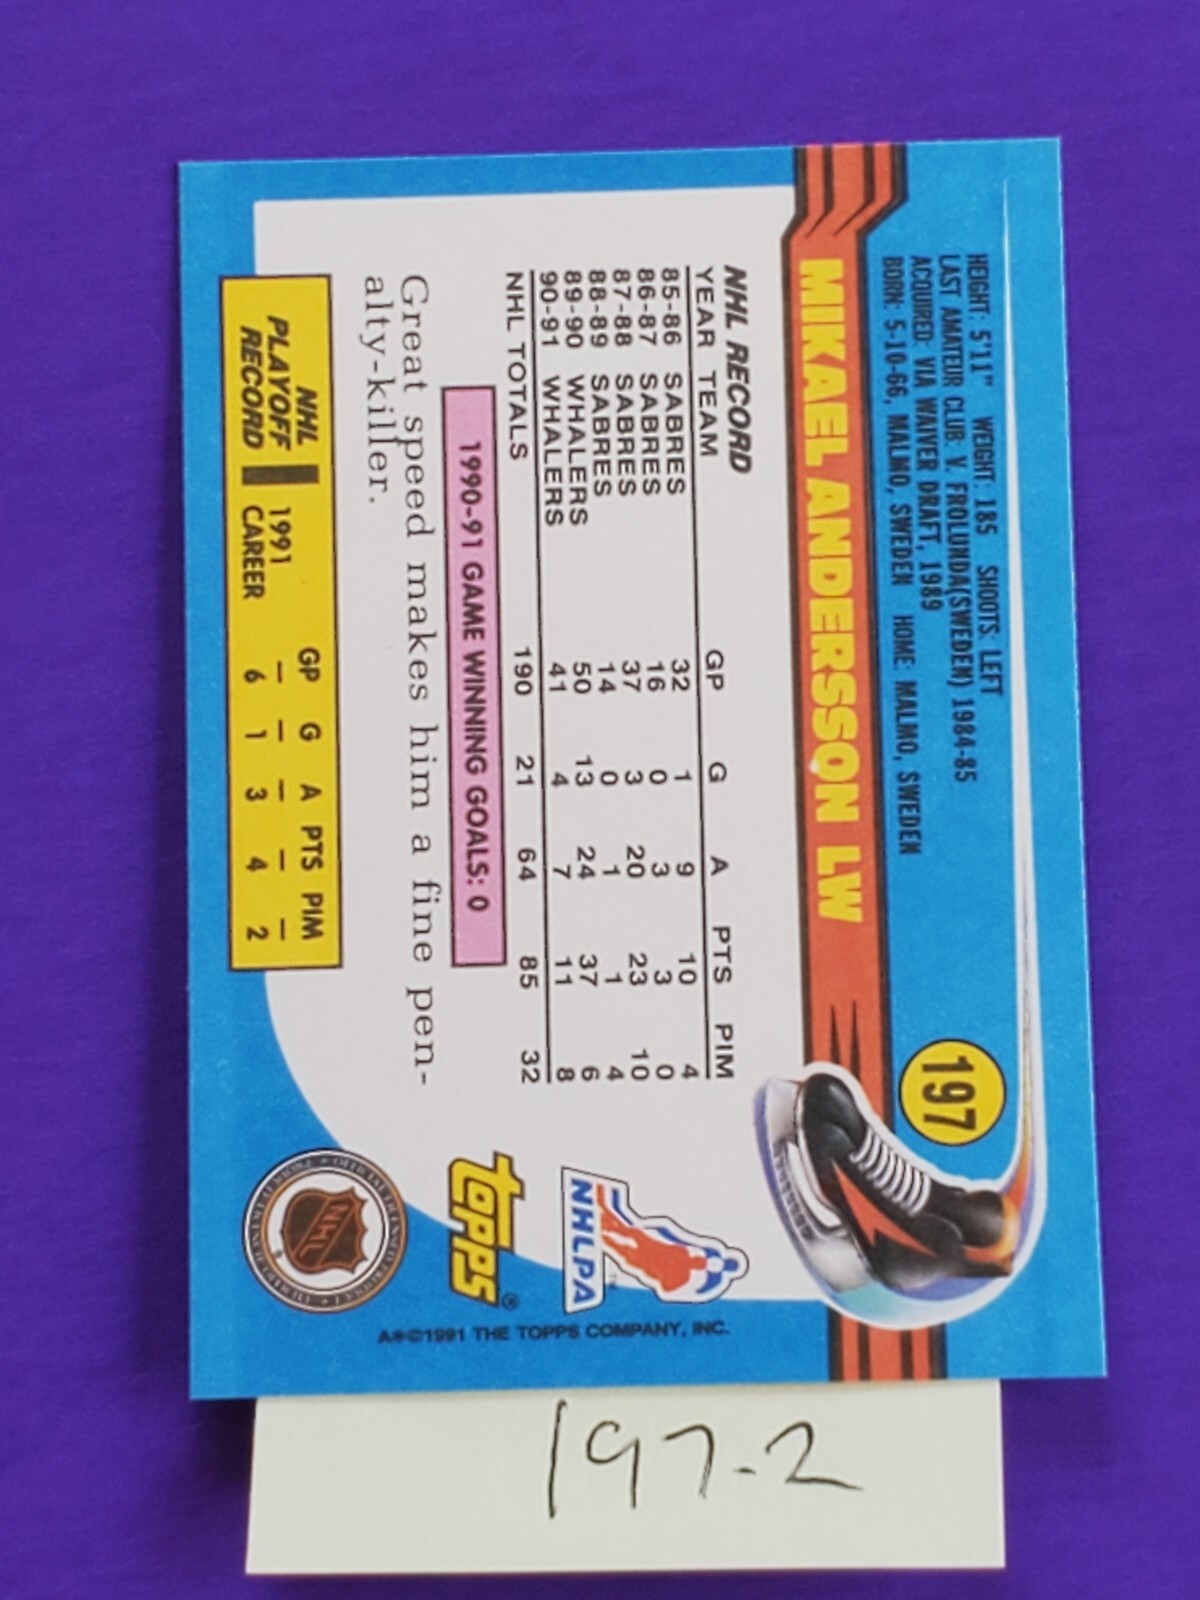 HEIGHT: 5'11" WEIGHT: 185 SHOOTS: LEFT
LAST AMATEUR CLUB: V. FROLUNDA(SWEDEN) 1984-85
ACQUIRED: VIA WAIVER DRAFT, 1989
BORN: 5-10-66, MALMO, SWEDEN HOME: MALMO, SWEDEN
197
MIKAEL ANDERSSON LW
NHL RECORD
YEAR TEAM GP G A PTS PIM
85-86 SABRES 32 1 9 10 4
86-87 SABRES 16 0 3 3 0
87-88 SABRES 37 3 20 23 10
88-89 SABRES 14 0 1 1 4
89-90 WHALERS 50 13 24 37 6
90-91 WHALERS 41 4 7 11 8
NHL TOTALS 190 21 64 85 32
1990-91 GAME WINNING GOALS: 0
Great speed makes him a fine pen-
alty-killer.
NHL PLAYOFF RECORD
GP G A PTS PIM
1991 – – – – –
CAREER 6 1 3 4 2
NHLPA
TM
TOPPS®
NHL
A®©1991 THE TOPPS COMPANY, INC.
197-2